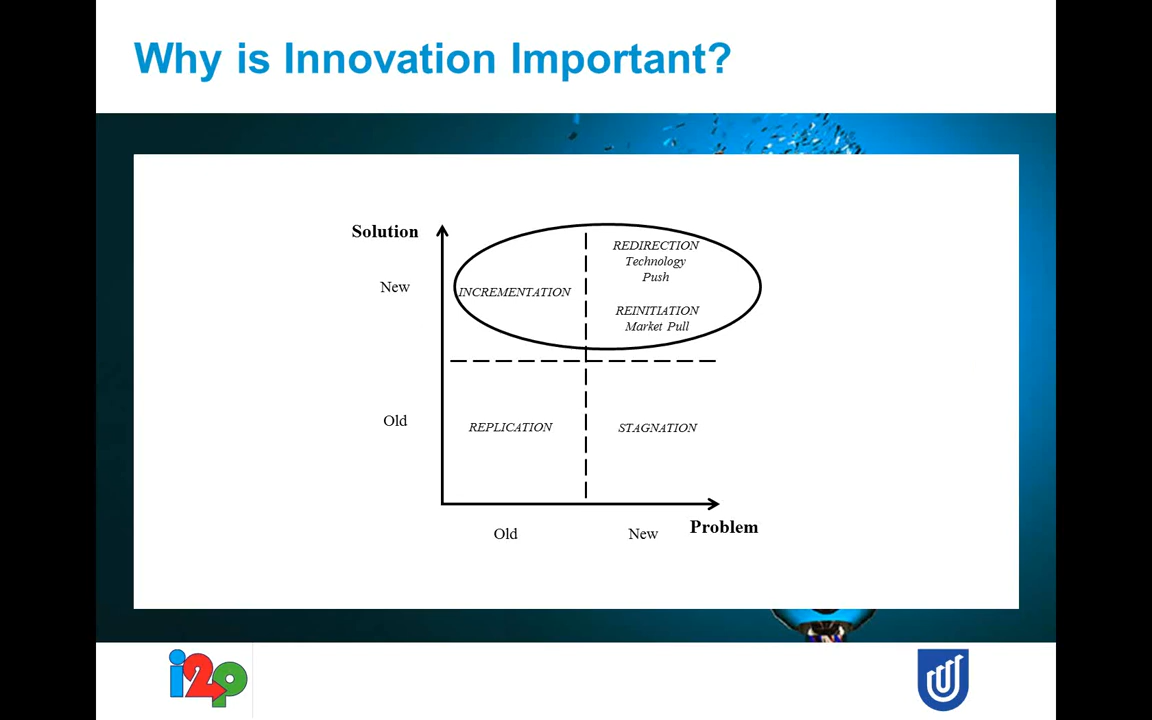 Why is Innovation Important?
Solution
New
INCREMENTATION
REDIRECTION
Technology
Push
REINITIATION
Market Pull
Old
REPLICATION
STAGNATION
Old
New
Problem
i2p